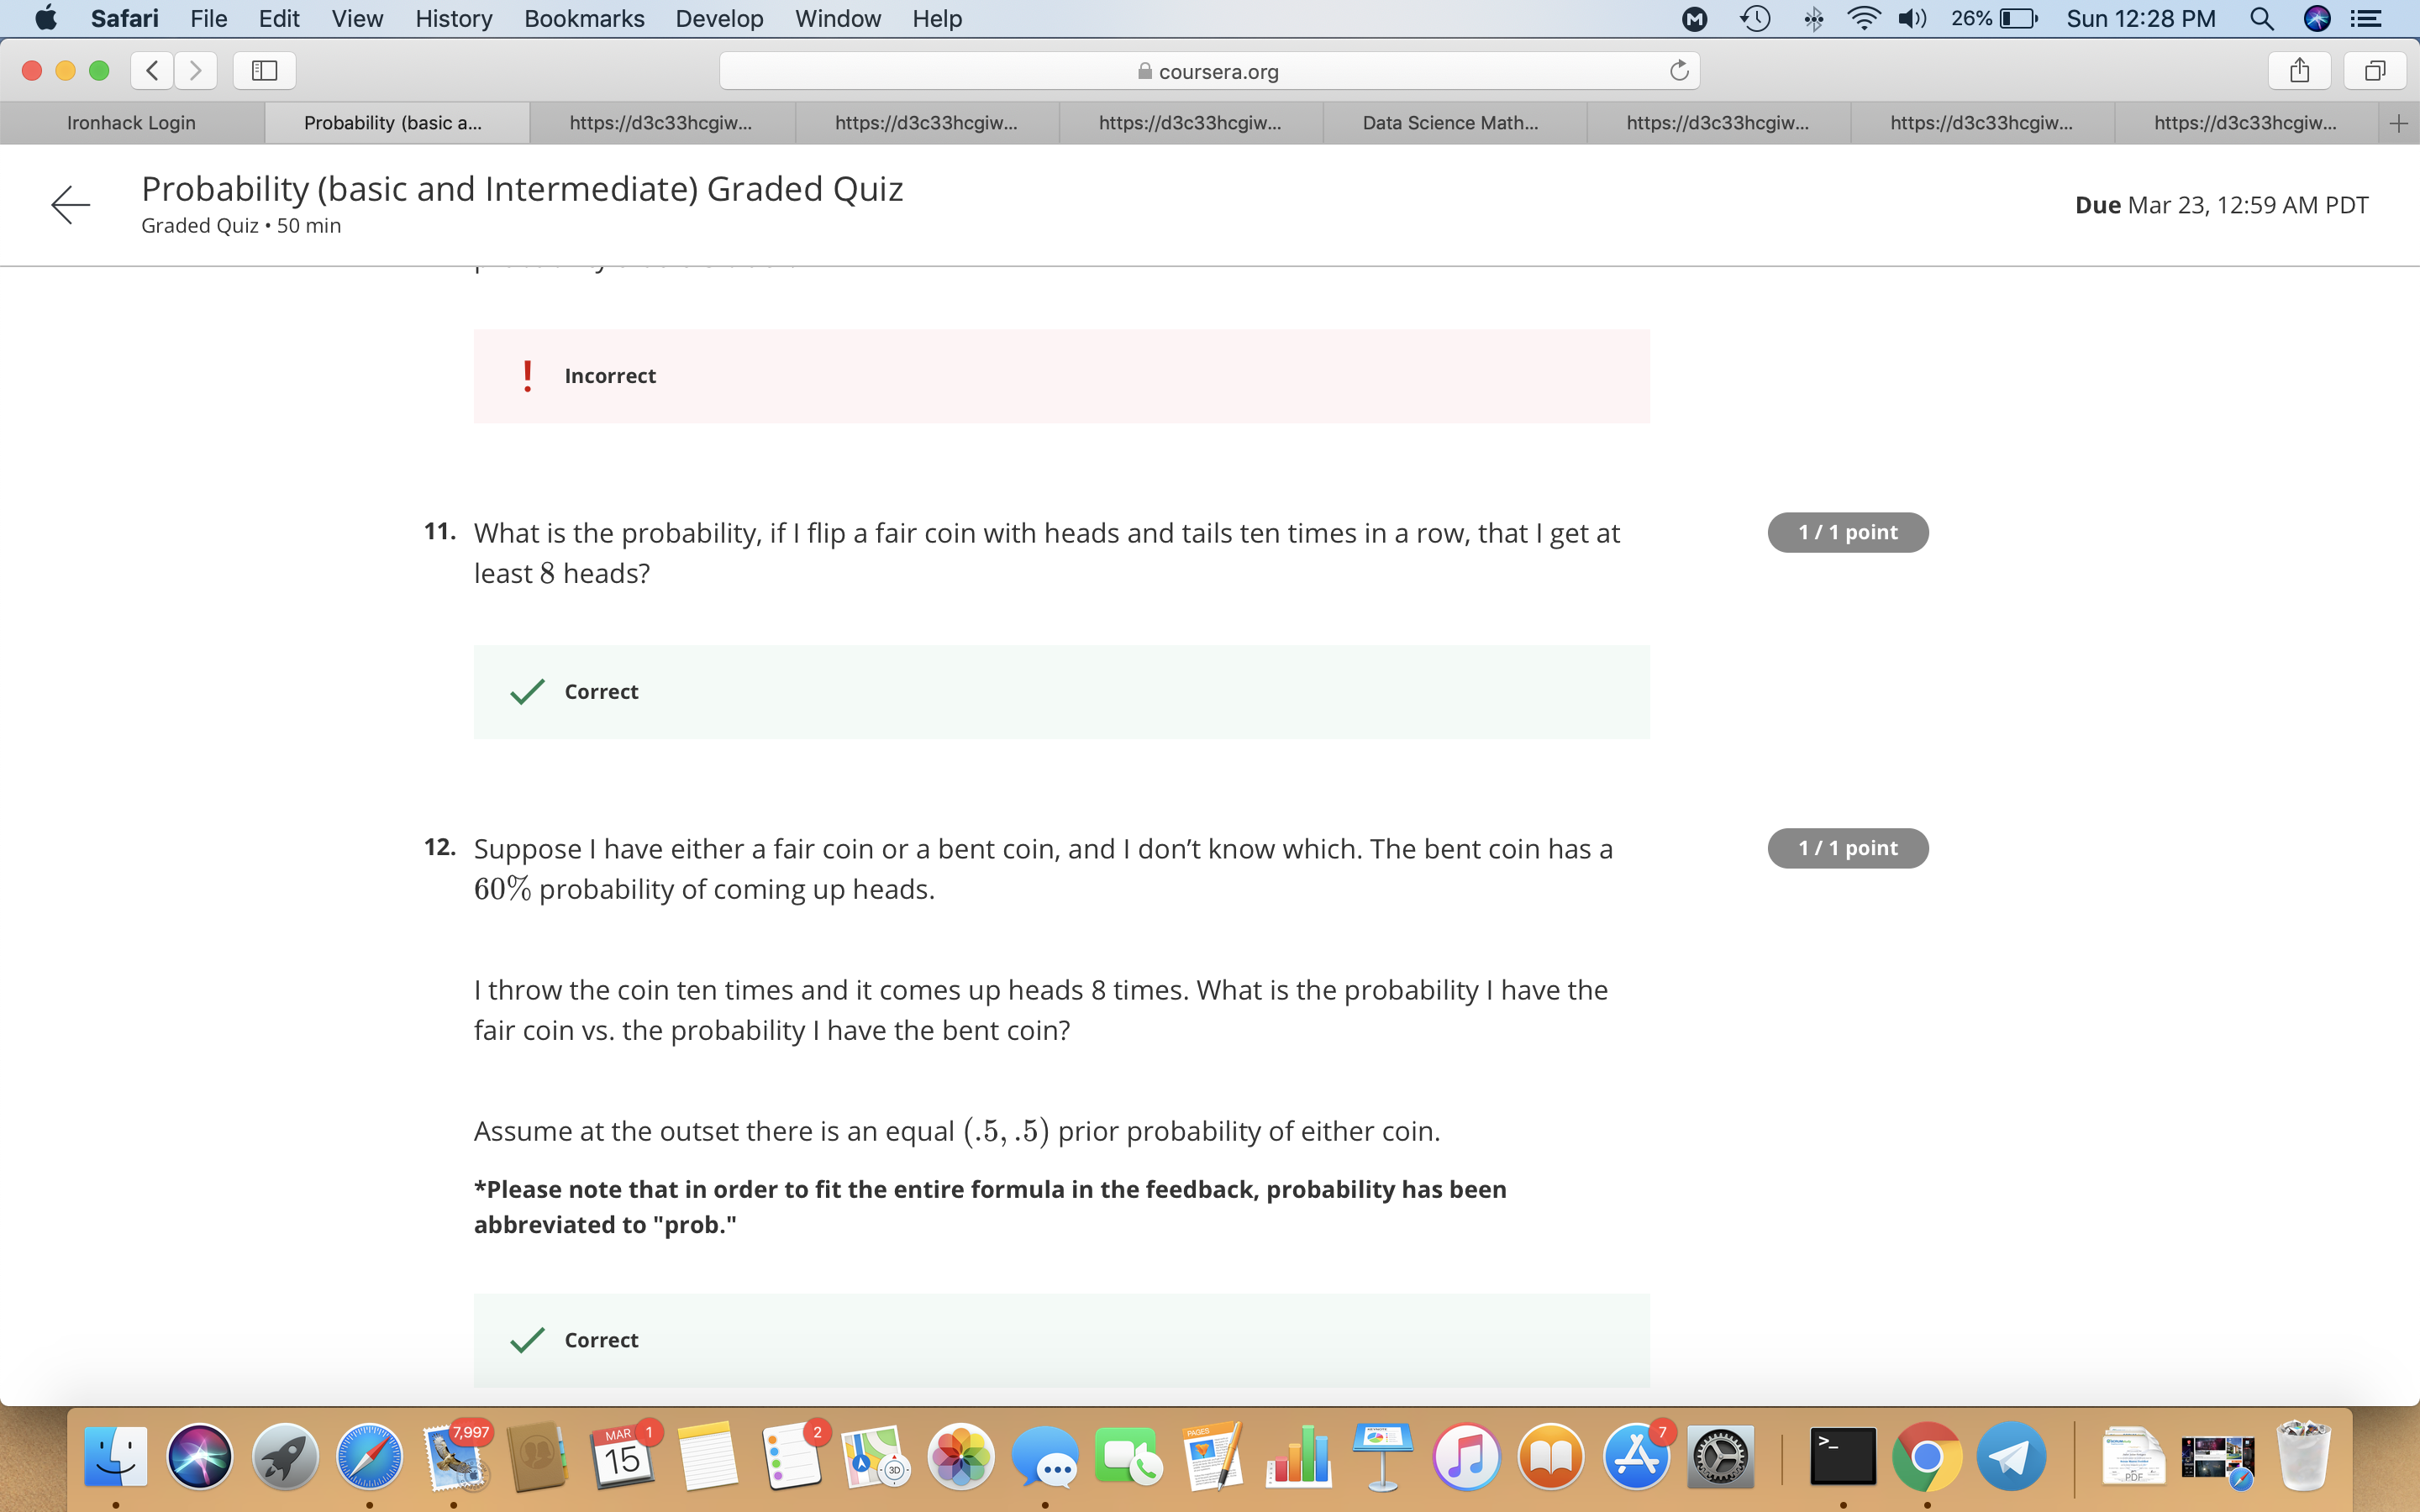 Safari File Edit View History Bookmarks Develop Window Help 26% Sun 12:28 PM
coursera.org
Ironhack Login Probability (basic a... https://d3c33hcgiw... https://d3c33hcgiw... https://d3c33hcgiw... Data Science Math... https://d3c33hcgiw... https://d3c33hcgiw... https://d3c33hcgiw...
Probability (basic and Intermediate) Graded Quiz
Graded Quiz • 50 min
Due Mar 23, 12:59 AM PDT
! Incorrect
11. What is the probability, if I flip a fair coin with heads and tails ten times in a row, that I get at
least 8 heads?
1 / 1 point
Correct
12. Suppose I have either a fair coin or a bent coin, and I don’t know which. The bent coin has a
60% probability of coming up heads.
1 / 1 point
I throw the coin ten times and it comes up heads 8 times. What is the probability I have the
fair coin vs. the probability I have the bent coin?
Assume at the outset there is an equal (.5, .5) prior probability of either coin.
*Please note that in order to fit the entire formula in the feedback, probability has been
abbreviated to "prob."
Correct
7,997
MAR 1
15
2
3D
PAGES
7
>_
PDF